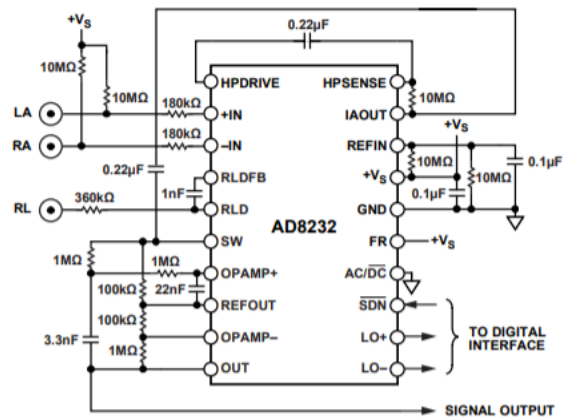 +VS
0.22µF
10MΩ
HPDRIVE
HPSENSE
10MΩ
180kΩ
10MΩ
LA
+IN
IAOUT
+VS
180kΩ
RA
–IN
REFIN
0.22µF
10MΩ
0.1µF
RLDFB
+VS
1nF
0.1µF
10MΩ
360kΩ
RL
RLD
GND
AD8232
SW
FR
+VS
1MΩ
1MΩ
OPAMP+
AC/DC
100kΩ
22nF
REFOUT
SDN
100kΩ
TO DIGITAL
INTERFACE
3.3nF
OPAMP–
LO+
1MΩ
OUT
LO–
SIGNAL OUTPUT